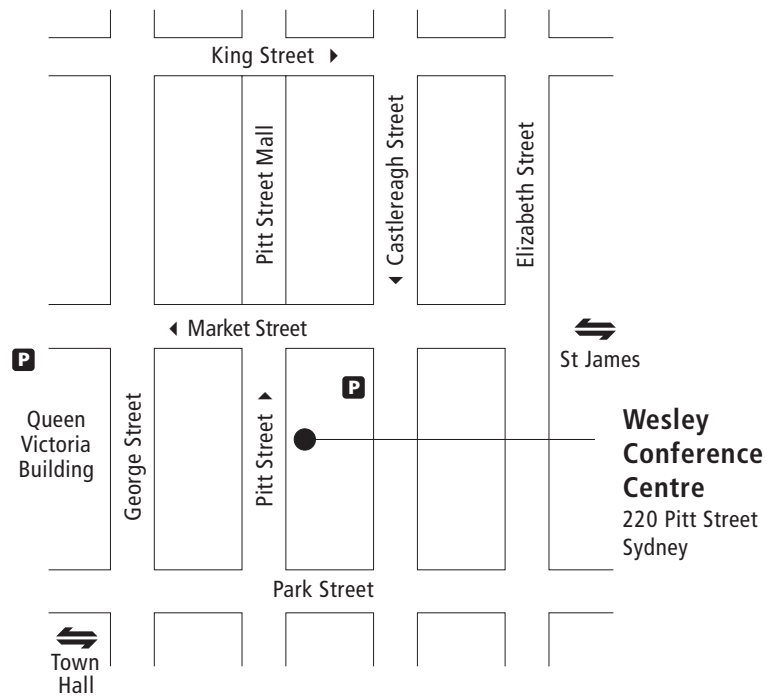 King Street
Pitt Street Mall
Castlereagh Street
Elizabeth Street
Market Street
P
St James
P
Queen
Victoria
Building
George Street
Pitt Street
Wesley
Conference
Centre
220 Pitt Street
Sydney
Park Street
Town
Hall